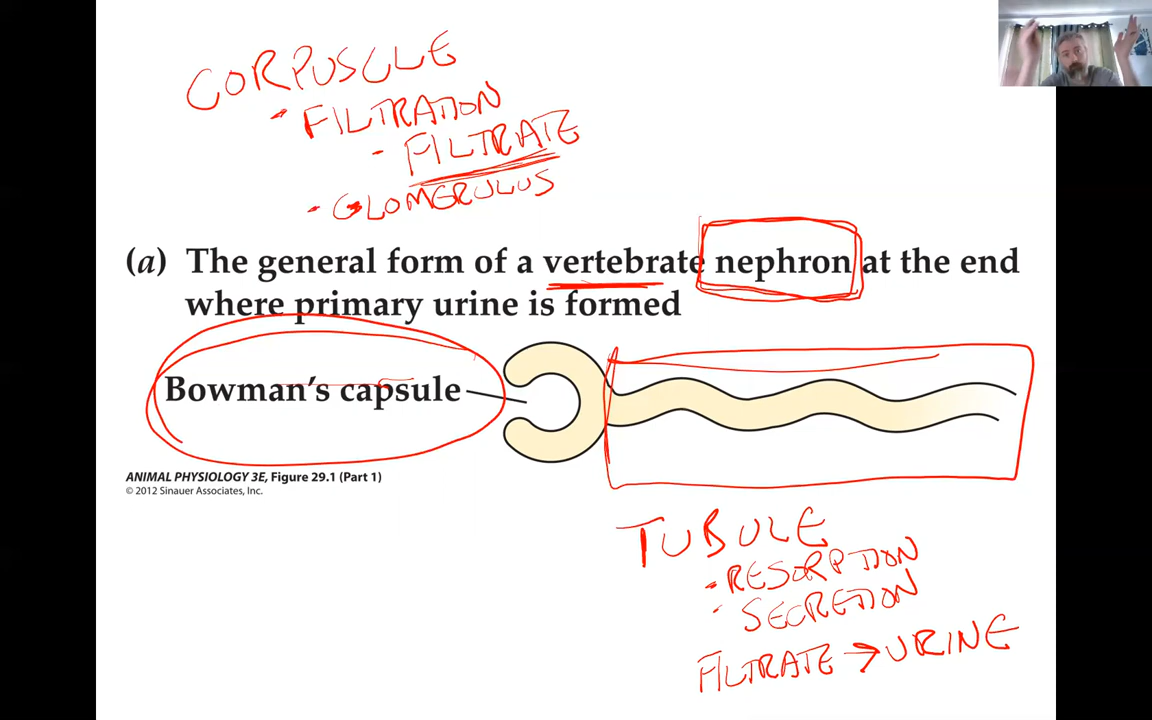 CORPUSCLE
• FILTRATION
- FILTRATE
• GLOMERULUS
(a) The general form of a vertebrate nephron at the end
where primary urine is formed
Bowman's capsule
ANIMAL PHYSIOLOGY 3E, Figure 29.1 (Part 1)
© 2012 Sinauer Associates, Inc.
TUBULE
• RESORPTION
• SECRETION
FILTRATE → URINE